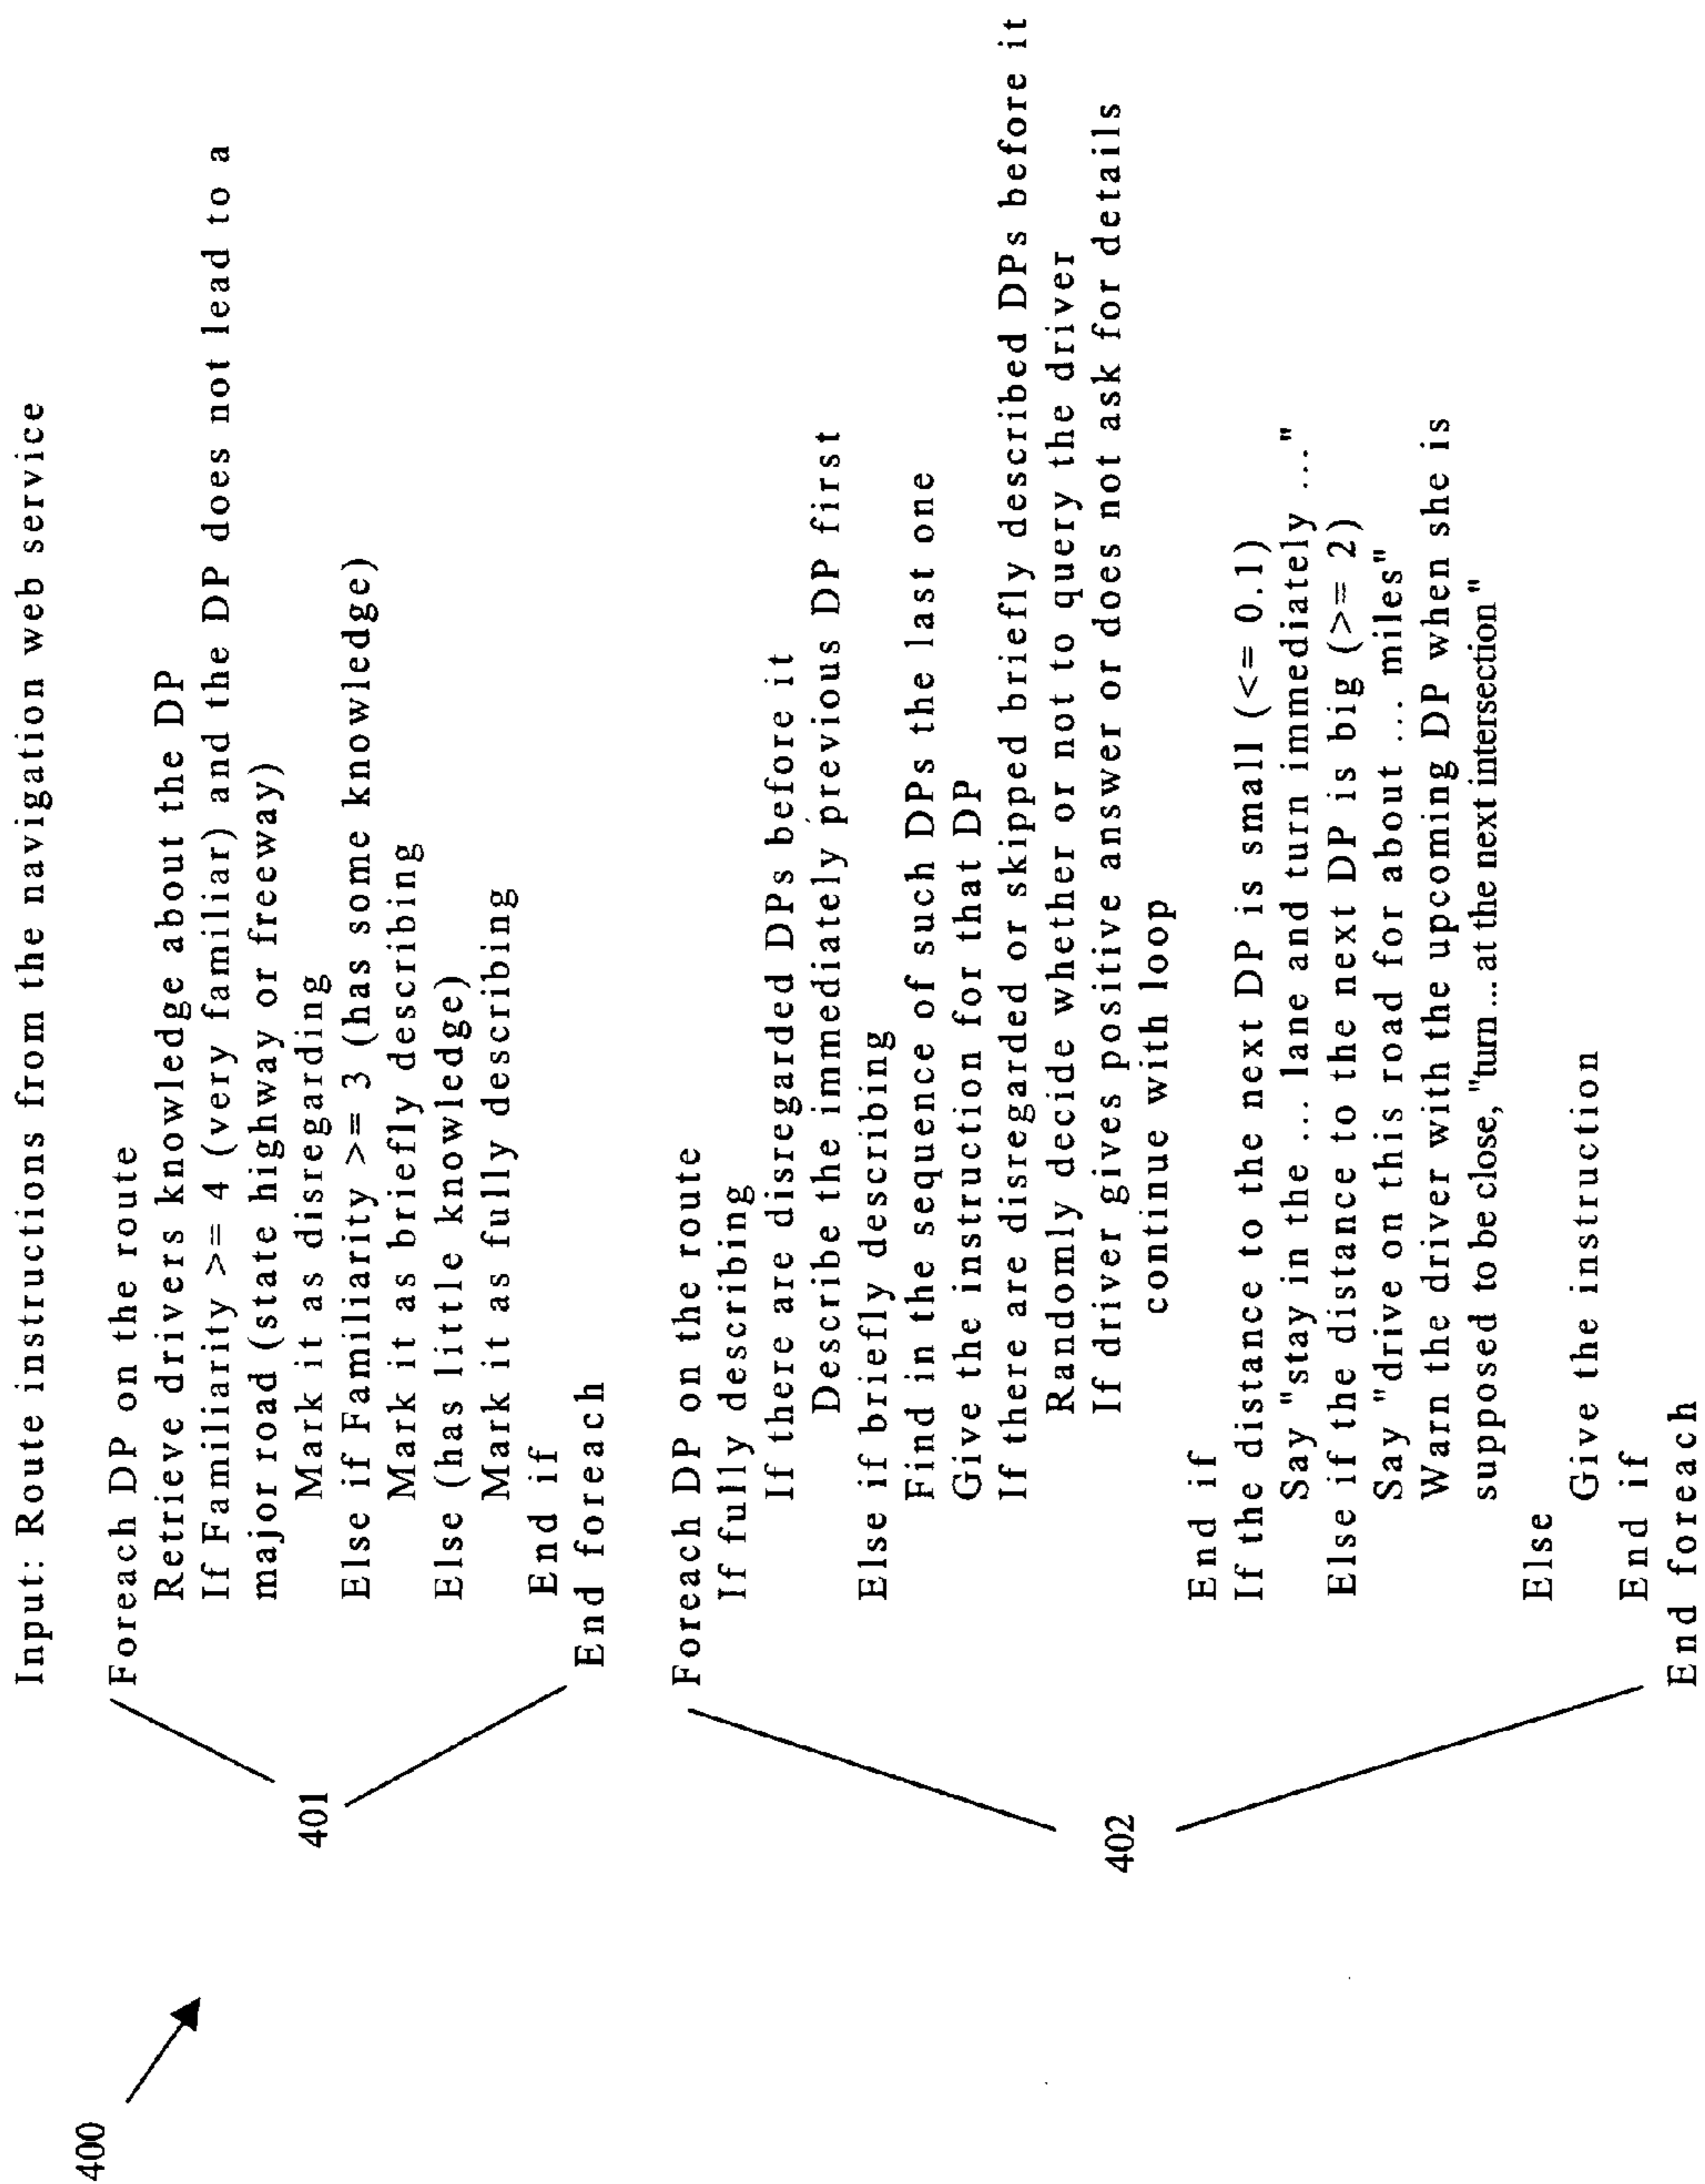 Input: Route instructions from the navigation web service
Foreach DP on the route
Retrieve drivers knowledge about the DP
If Familiarity >= 4 (very familiar) and the DP does not lead to a
major road (state highway or freeway)
Mark it as disregarding
Else if Familiarity >= 3 (has some knowledge)
Mark it as briefly describing
Else (has little knowledge)
Mark it as fully describing
End if
End foreach
401
Foreach DP on the route
If fully describing
If there are disregarded DPs before it
Describe the immediately previous DP first
Else if briefly describing
Find in the sequence of such DPs the last one
Give the instruction for that DP
If there are disregarded or skipped briefly described DPs before it
Randomly decide whether or not to query the driver
If driver gives positive answer or does not ask for details
continue with loop
End if
If the distance to the next DP is small (<= 0.1)
Say "stay in the ... lane and turn immediately ..."
Else if the distance to the next DP is big (>= 2)
Say "drive on this road for about ... miles"
Warn the driver with the upcoming DP when she is
supposed to be close, "turn ... at the next intersection"
Else
Give the instruction
End if
End foreach
402
400